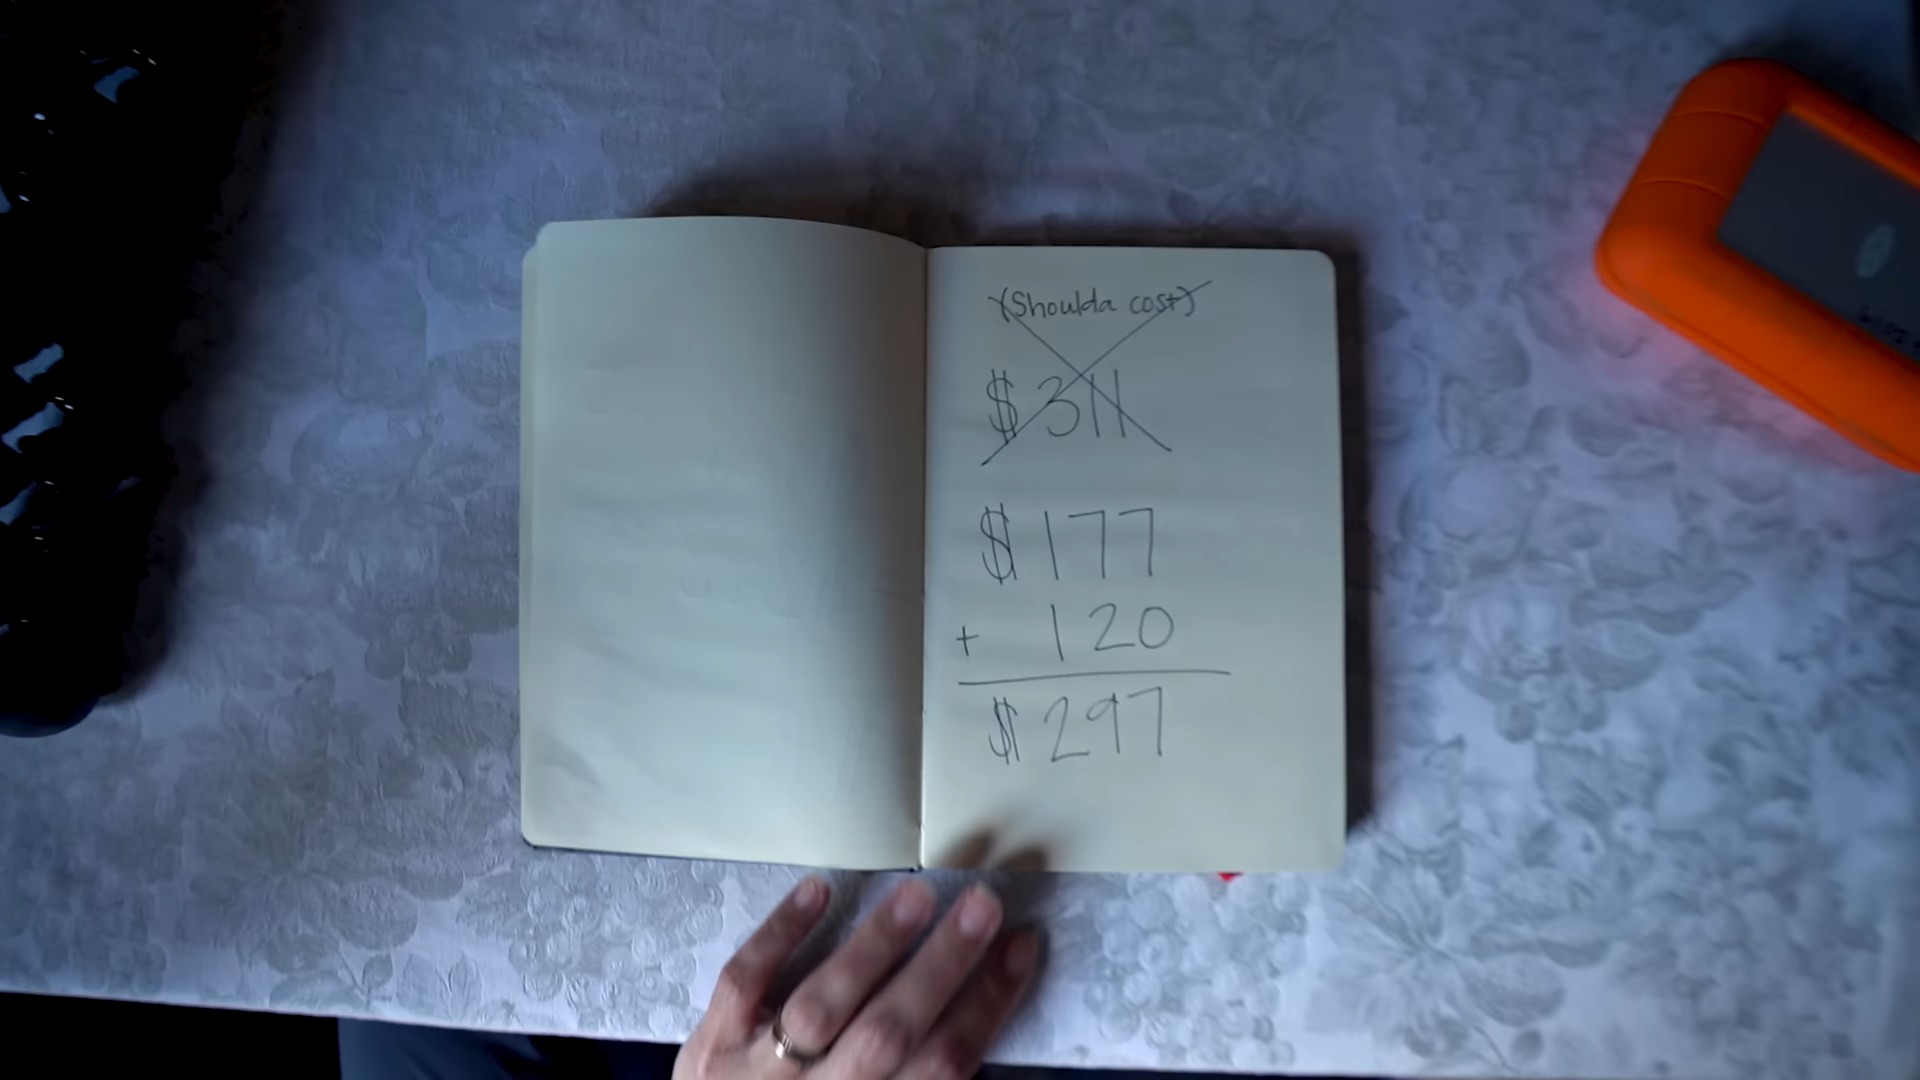 (Shoulda cost)
$ 311
$ 177
+ 120
$ 297